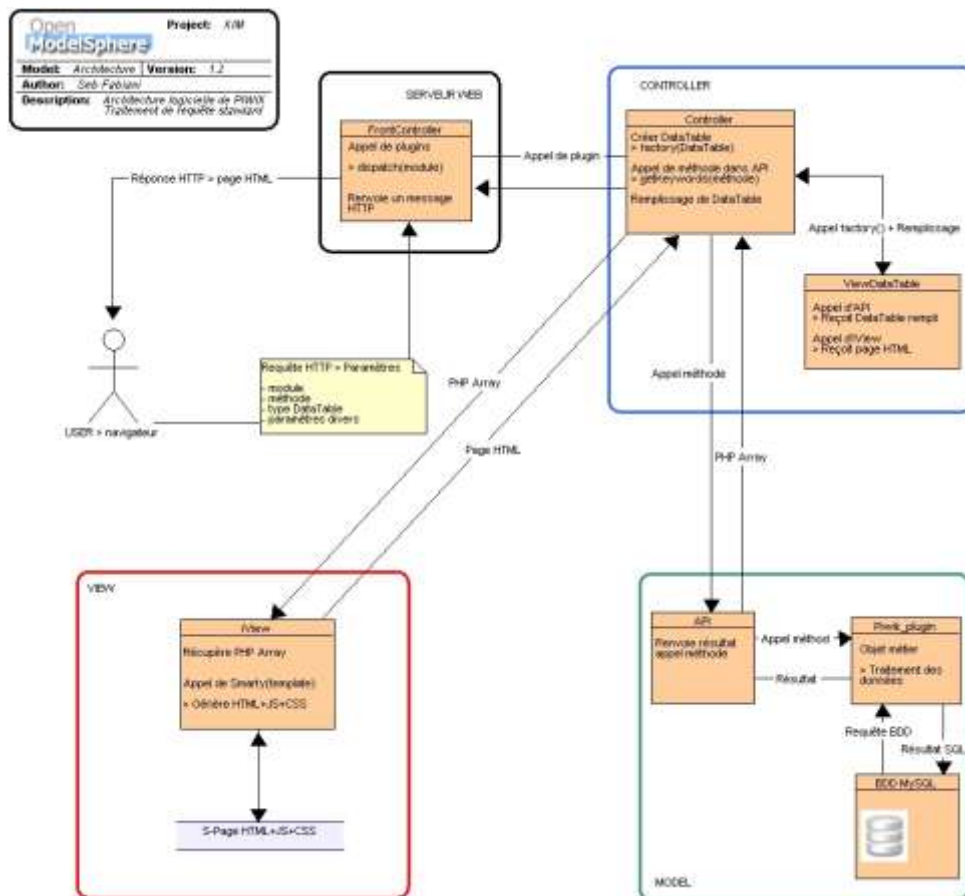 Open
ModelSphere
Project: XIM
Model: Architecture
Version: 1.2
Author: Seb Fabiani
Description: Architecture logicielle de PIWIK
Traitement de requête standard
SERVEUR WEB
FrontController
Appel de plugins
> dispatch(module)
Renvoie un message
HTTP
Appel de plugin
CONTROLLER
Controller
Créer DataTable
> factory(DataTable)
Appel de méthode dans API
> getKeywords(méthode)
Remplissage de DataTable
Appel factory() + Remplissage
ViewDataTable
Appel d'API
> Reçoit DataTable rempli
Appel d'iView
> Reçoit page HTML
Réponse HTTP > page HTML
USER > navigateur
Requête HTTP > Paramètres
- module
- méthode
- type DataTable
- paramètres divers
PHP Array
Page HTML
Appel méthode
PHP Array
VIEW
iView
Récupère PHP Array
Appel de Smarty(template)
> Génère HTML+JS+CSS
S-Page HTML+JS+CSS
API
Renvoie résultat
appel méthode
Appel méthod
Résultat
Piwik_plugin
Objet métier
> Traitement des
données
Requête BDD
Résultat SQL
BDD MySQL
MODEL